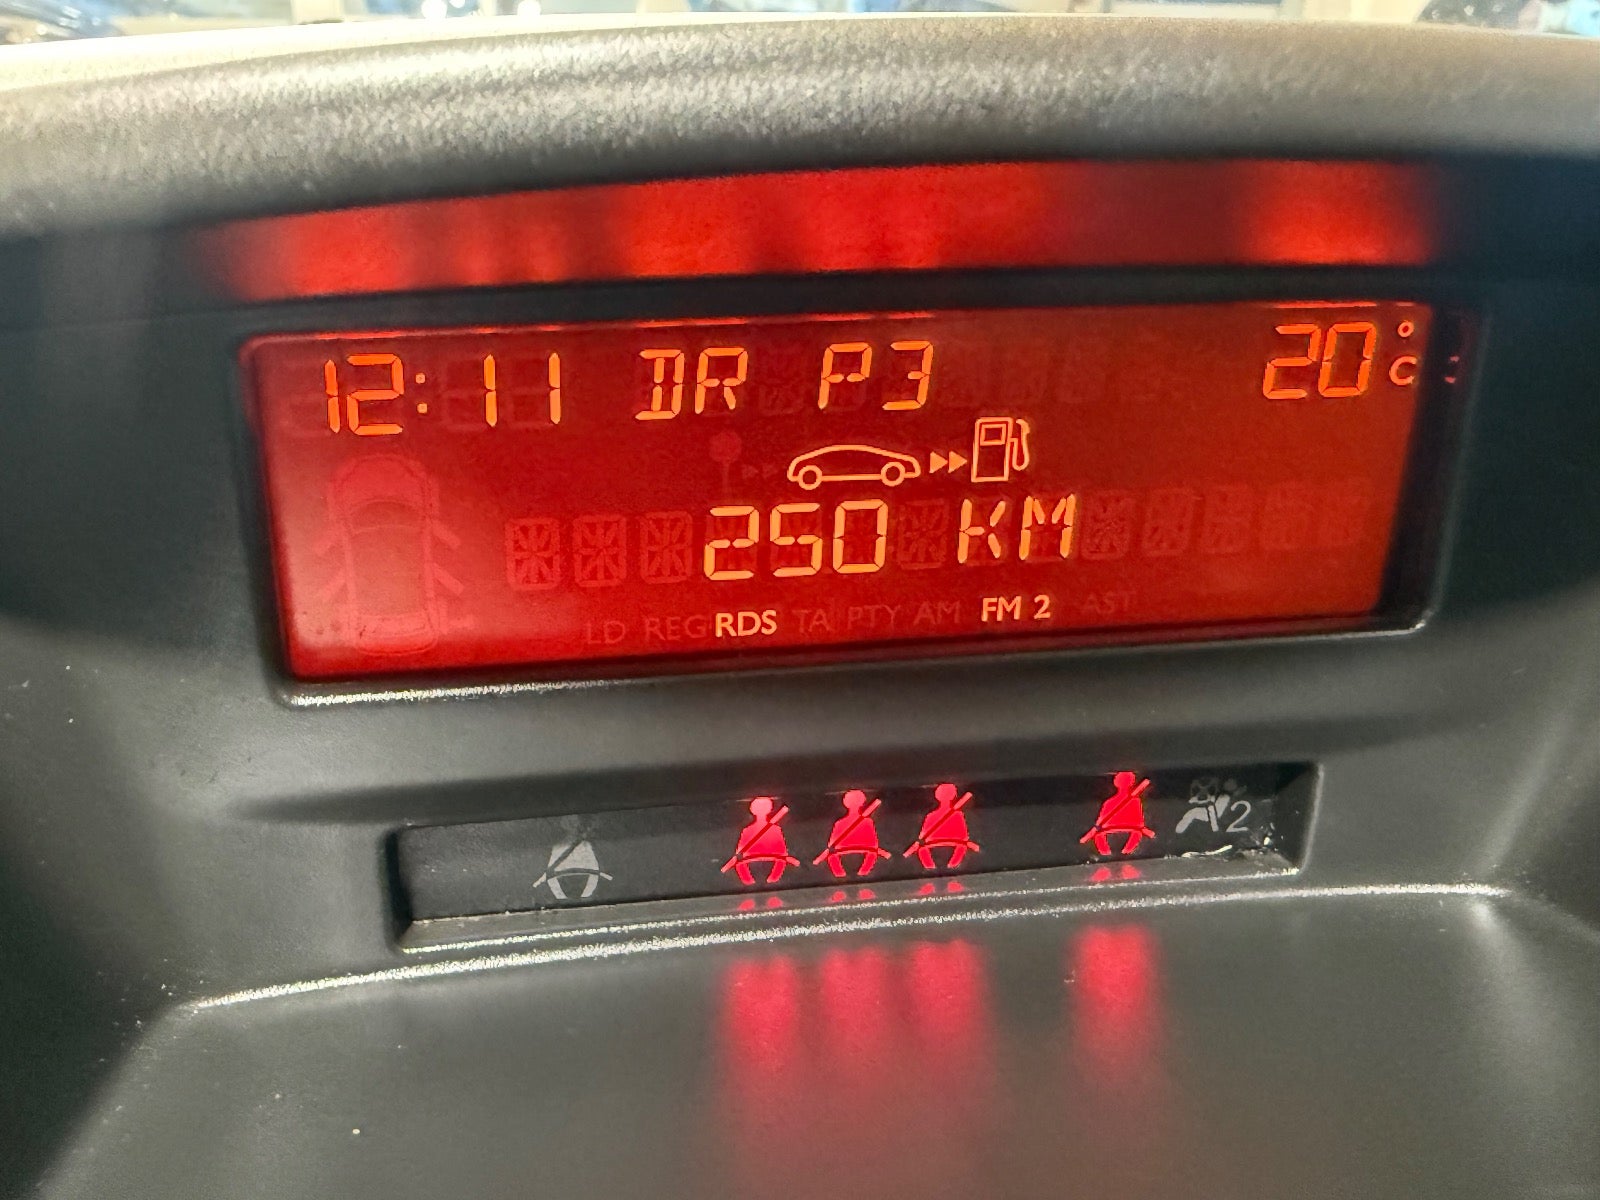 12:11 DR P3 20°C
250 KM
LD REG RDS TA PTY AM FM 2 AST
2